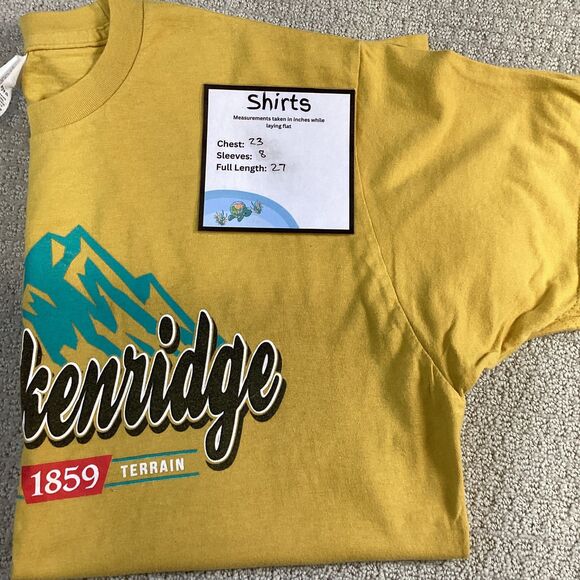 Shirts
Measurements taken in inches while
laying flat
Chest: 23
Sleeves: 8
Full Length: 27
kenridge
1859 TERRAIN